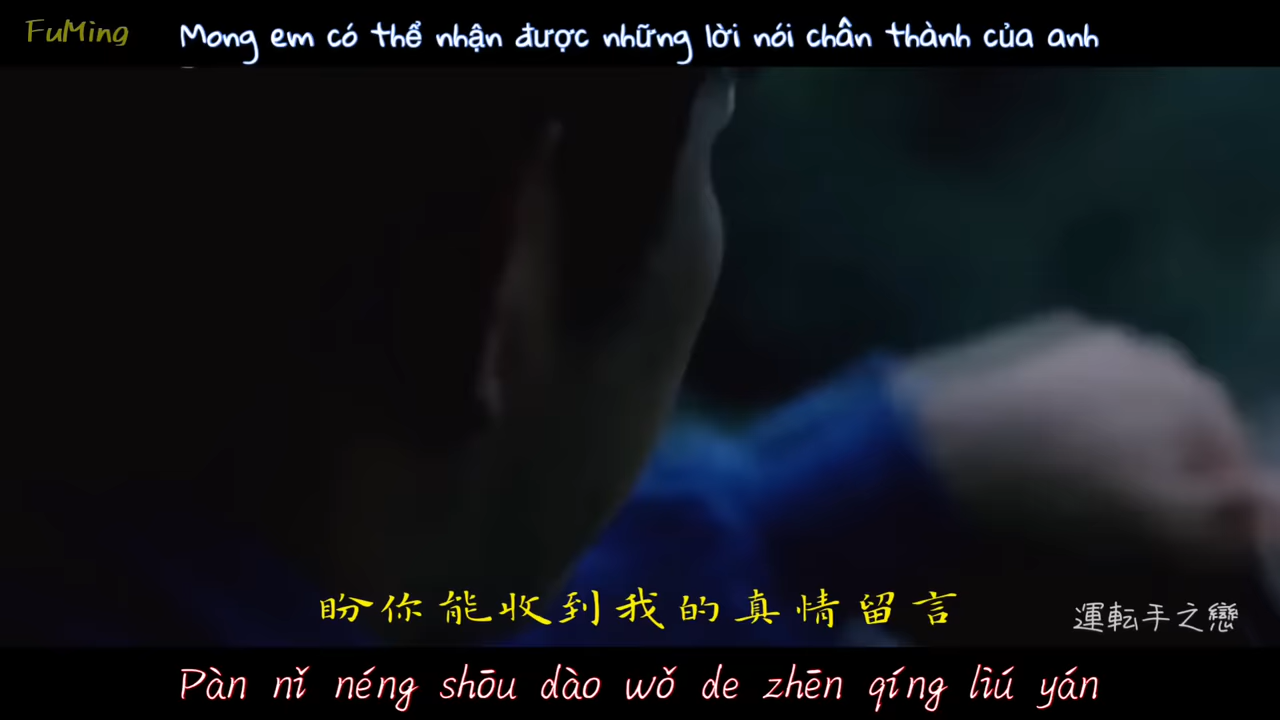 FuMing
Mong em có thể nhận được những lời nói chân thành của anh
盼你能收到我的真情留言
運転手之戀
Pàn nǐ néng shōu dào wǒ de zhēn qíng liú yán